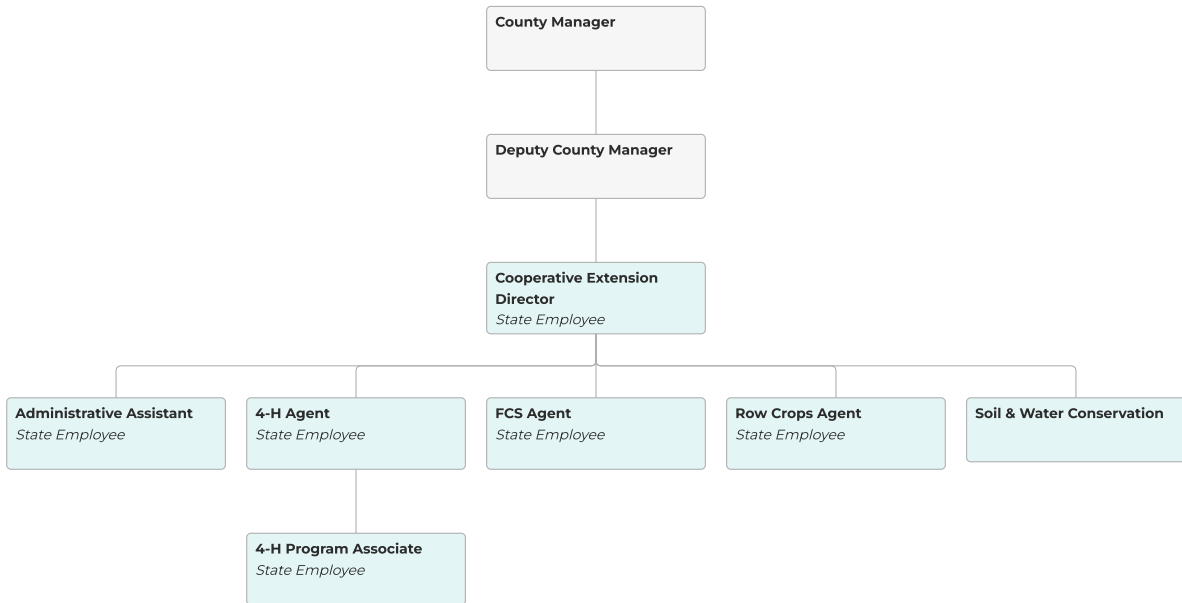 County Manager
Deputy County Manager
Cooperative Extension
Director
State Employee
Administrative Assistant
State Employee
4-H Agent
State Employee
FCS Agent
State Employee
Row Crops Agent
State Employee
Soil & Water Conservation
4-H Program Associate
State Employee